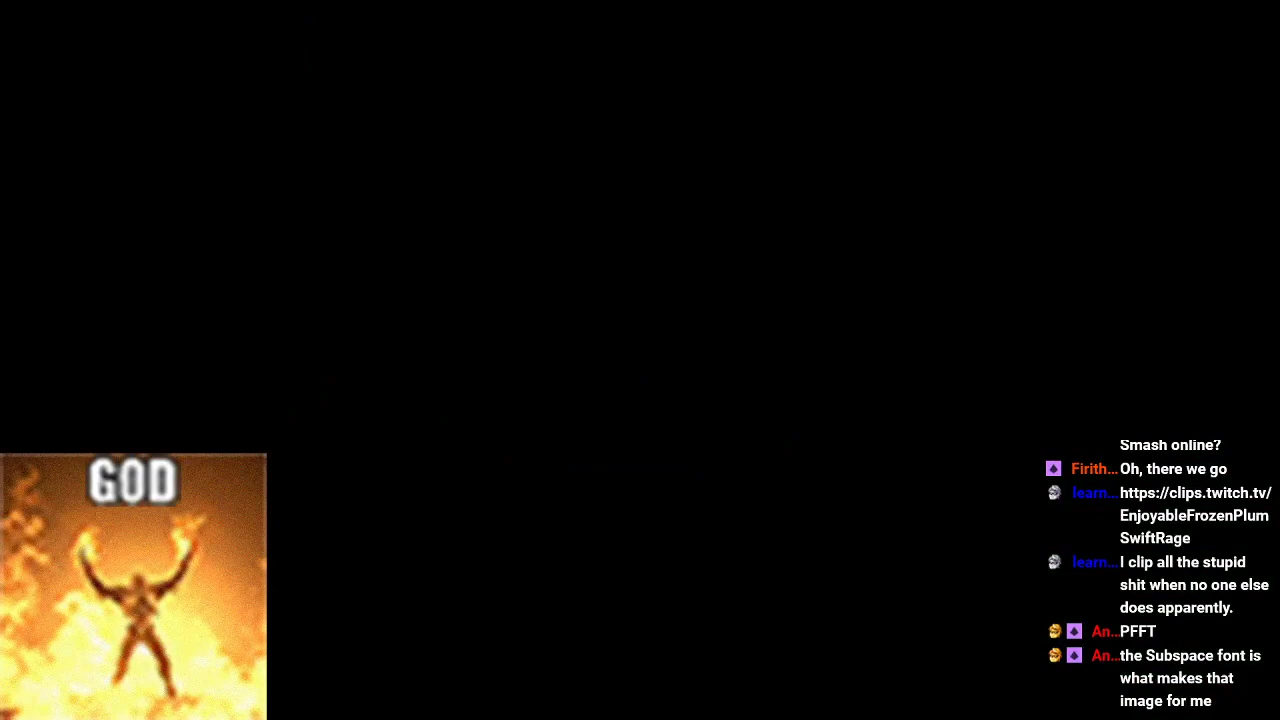 GOD
Smash online?
Firith... Oh, there we go
learn... https://clips.twitch.tv/
EnjoyableFrozenPlum
SwiftRage
learn... I clip all the stupid
shit when no one else
does apparently.
An... PFFT
An... the Subspace font is
what makes that
image for me